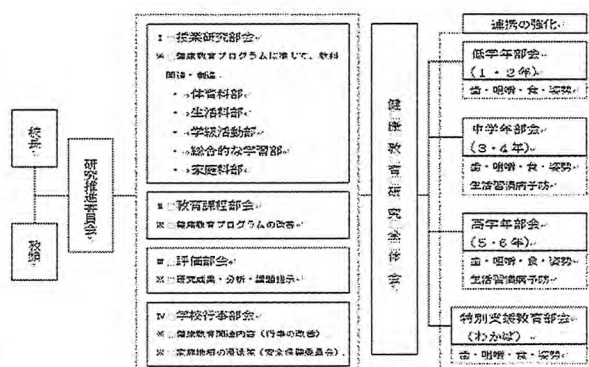 校長
教頭
研究推進委員会
Ⅰ 授業研究部会
※ 健康教育プログラムに準じて、教科
関連・創造
・→体育科部
・→生活科部
・→学級活動部
・→総合的な学習部
・→家庭科部
Ⅱ 教育課程部会
※ 健康教育プログラムの改善
Ⅲ 評価部会
※ 研究成果・分析・課題提示
Ⅳ 学校行事部会
※ 健康教育関連内容(行事の改善)
※ 家庭地域の
健康教育研究全体会
連携の強化
低学年部会
(1・2年)
歯・咀嚼・食・姿勢
中学年部会
(3・4年)
歯・咀嚼・食・姿勢
生活習慣病予防
高学年部会
(5・6年)
歯・咀嚼・食・姿勢
生活習慣病予防
特別支援教育部会
(わかば)
歯・咀嚼・食・姿勢